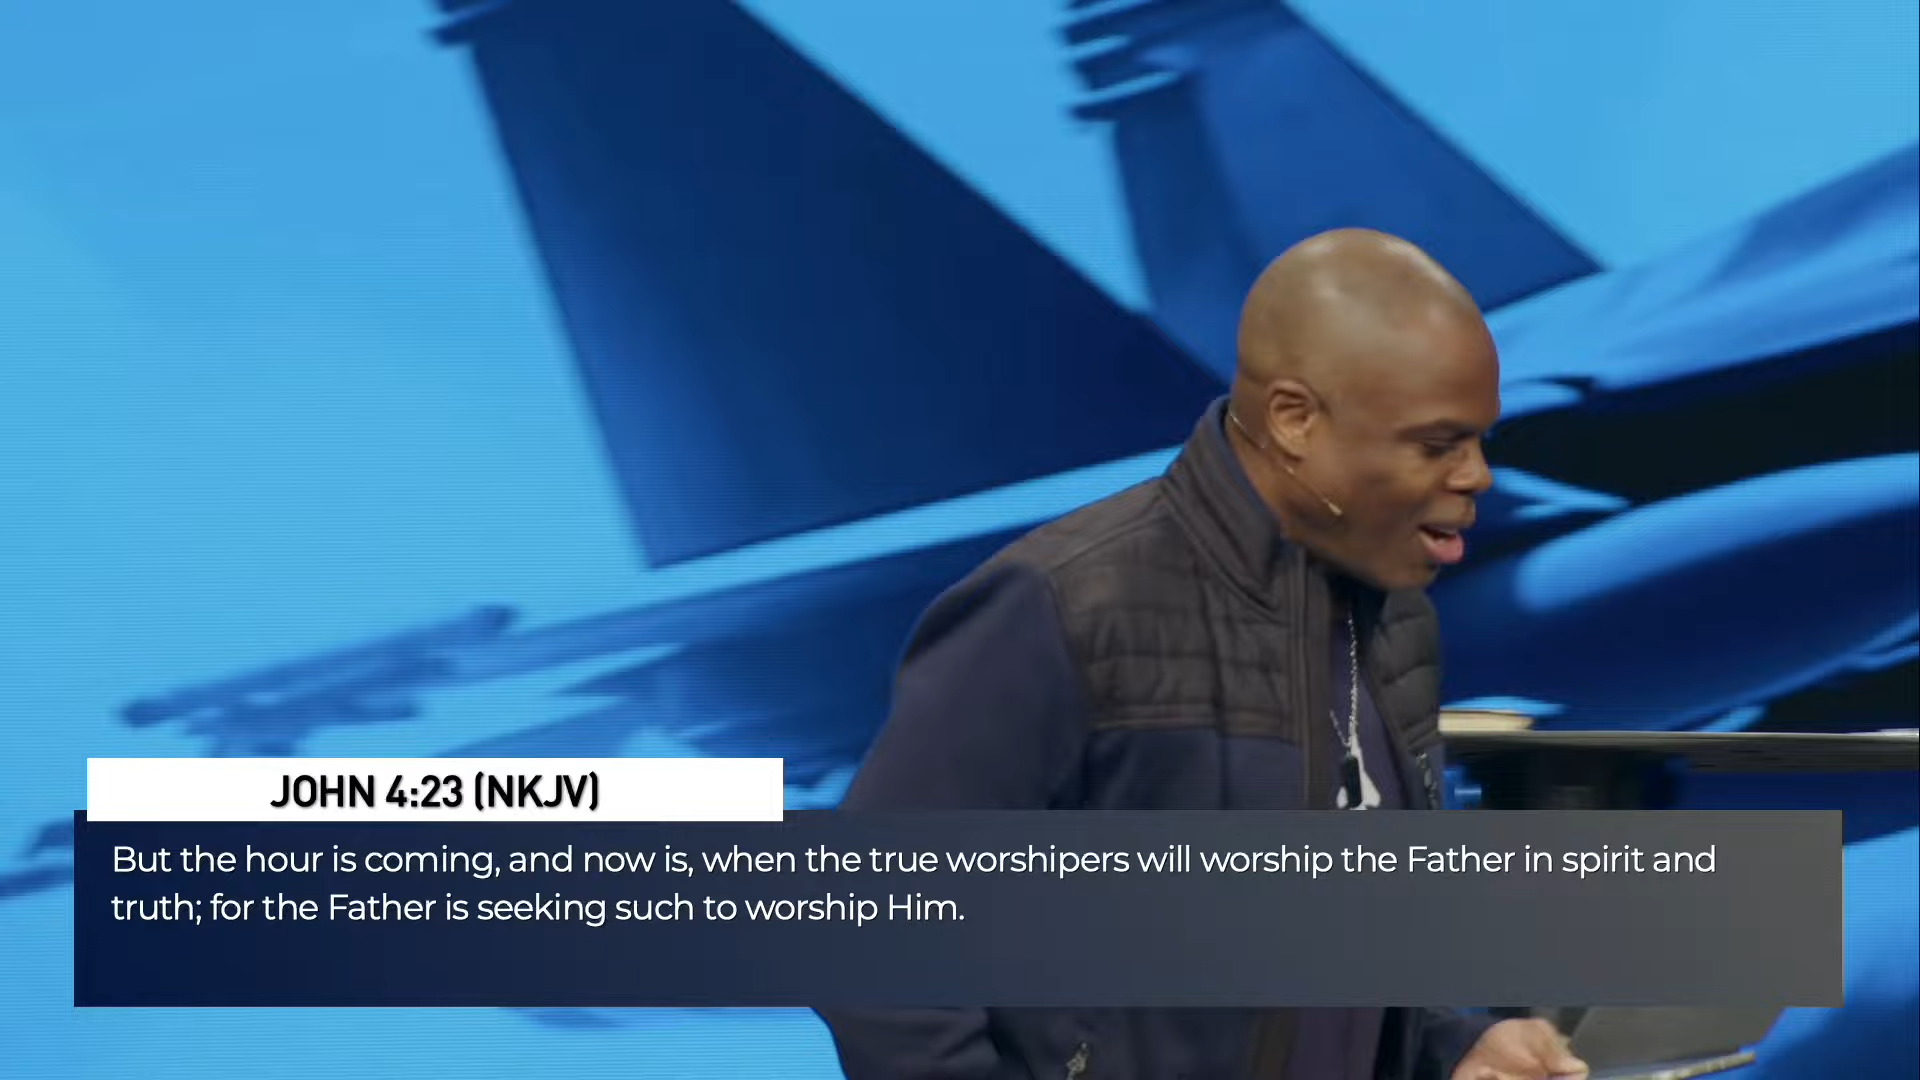 JOHN 4:23 (NKJV)
But the hour is coming, and now is, when the true worshipers will worship the Father in spirit and
truth; for the Father is seeking such to worship Him.